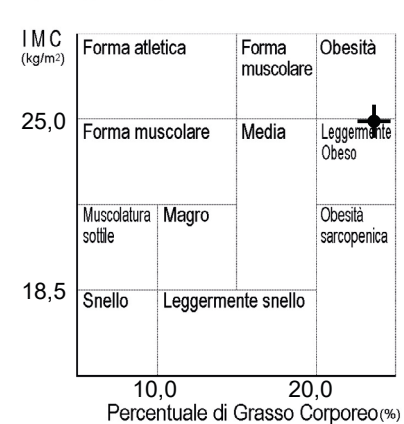 IMC
(kg/m2)
Forma atletica
Forma
muscolare
Obesità
25,0
Forma muscolare
Media
Leggermente
Obeso
Muscolatura
sottile
Magro
Obesità
sarcopenica
18,5
Snello
Leggermente snello
10,0
20,0
Percentuale di Grasso Corporeo(%)